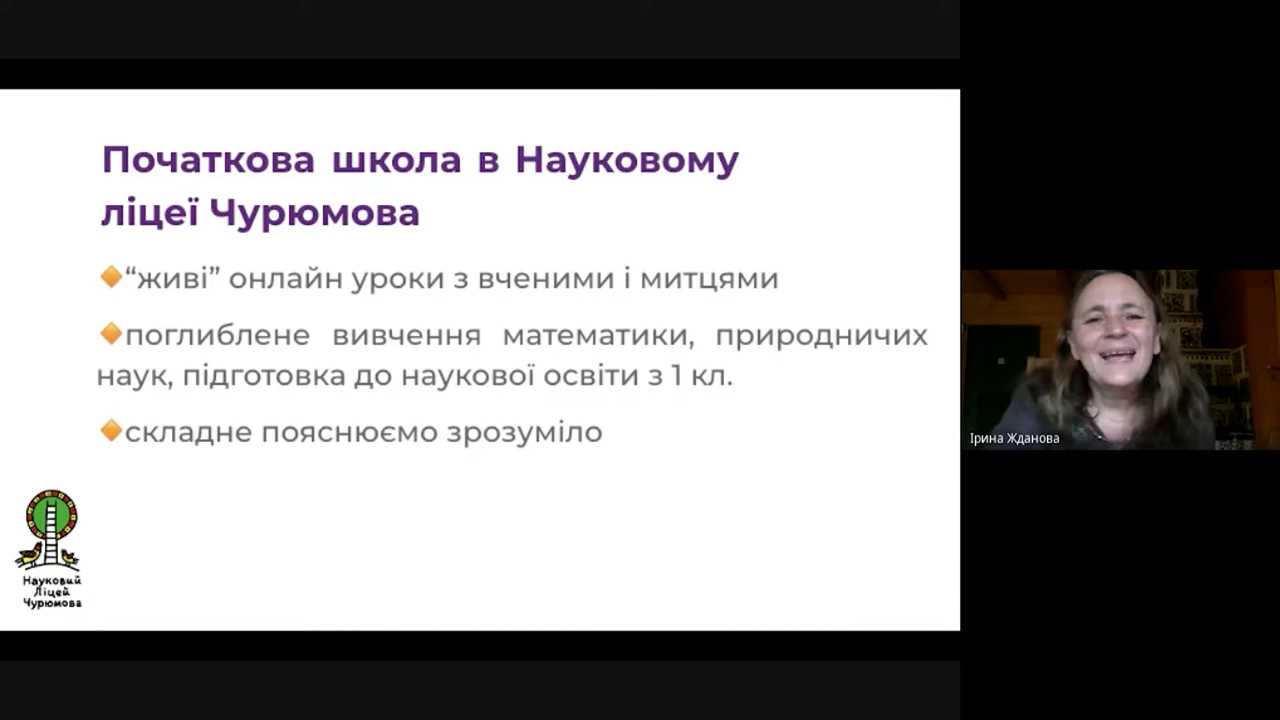 Початкова школа в Науковому
ліцеї Чурюмова
“живі” онлайн уроки з вченими і митцями
поглиблене вивчення математики, природничих
наук, підготовка до наукової освіти з 1 кл.
складне пояснюємо зрозуміло
Науковий
Ліцей
Чурюмова
Ірина Жданова